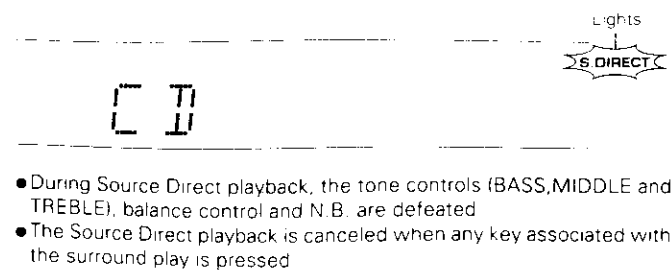 Lights
S.DIRECT
CD
●During Source Direct playback, the tone controls (BASS,MIDDLE and
TREBLE), balance control and N.B. are defeated
●The Source Direct playback is canceled when any key associated with
the surround play is pressed